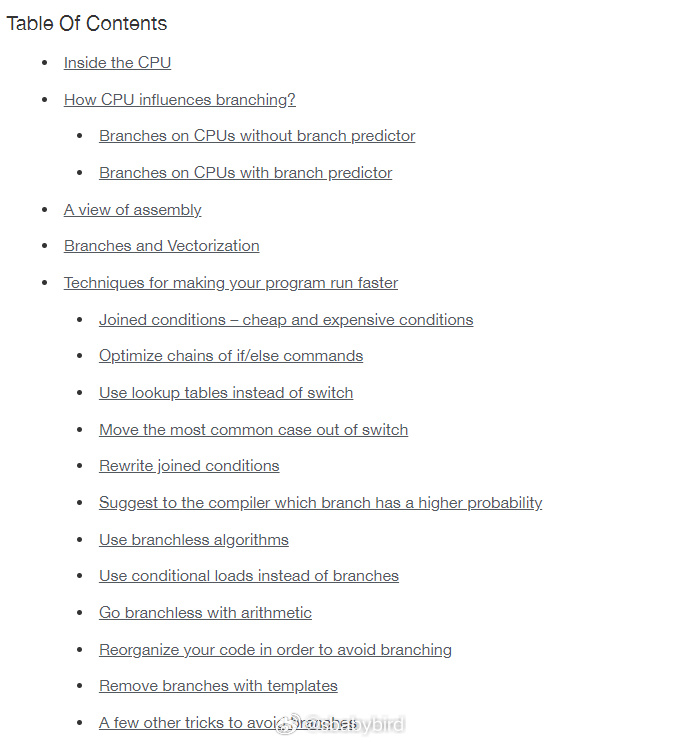 Table Of Contents
Inside the CPU
How CPU influences branching?
Branches on CPUs without branch predictor
Branches on CPUs with branch predictor
A view of assembly
Branches and Vectorization
Techniques for making your program run faster
Joined conditions – cheap and expensive conditions
Optimize chains of if/else commands
Use lookup tables instead of switch
Move the most common case out of switch
Rewrite joined conditions
Suggest to the compiler which branch has a higher probability
Use branchless algorithms
Use conditional loads instead of branches
Go branchless with arithmetic
Reorganize your code in order to avoid branching
Remove branches with templates
A few other tricks to avoid branches